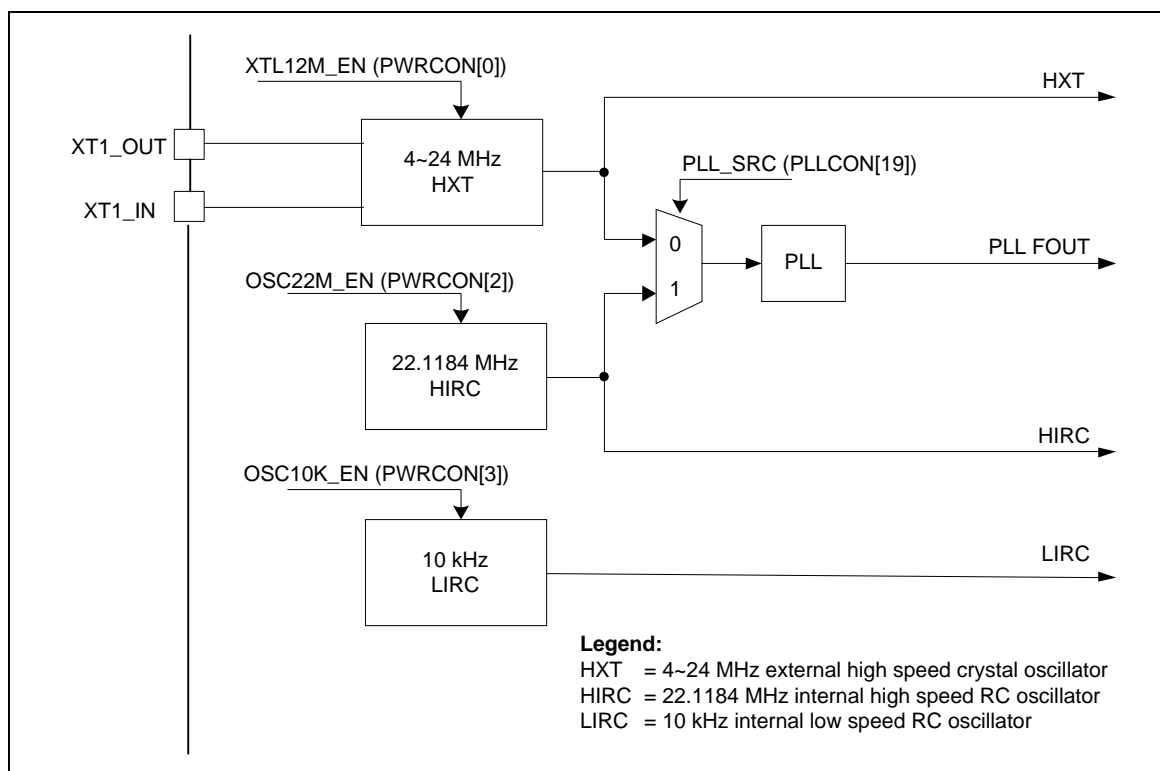 XTL12M_EN (PWRCON[0])
HXT
XT1_OUT
4~24 MHz
HXT
PLL_SRC (PLLCON[19])
XT1_IN
0
PLL
PLL FOUT
1
OSC22M_EN (PWRCON[2])
22.1184 MHz
HIRC
HIRC
OSC10K_EN (PWRCON[3])
10 kHz
LIRC
LIRC
Legend:
HXT = 4~24 MHz external high speed crystal oscillator
HIRC = 22.1184 MHz internal high speed RC oscillator
LIRC = 10 kHz internal low speed RC oscillator